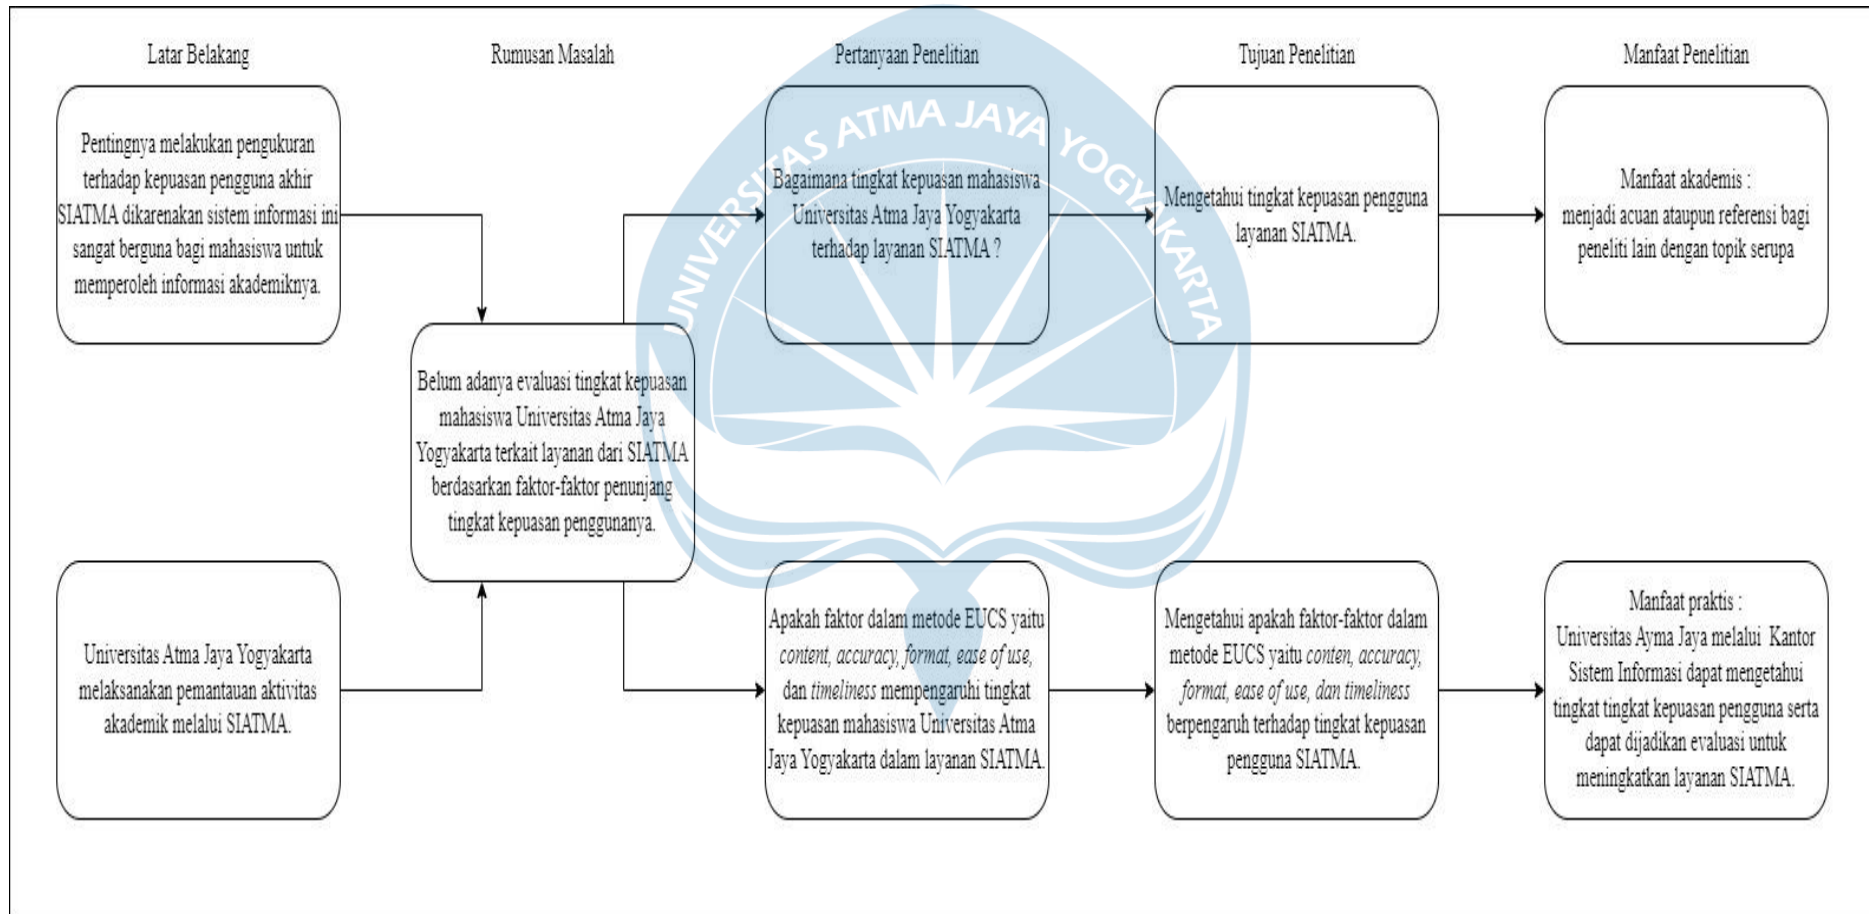 Latar Belakang
Rumusan Masalah
Pertanyaan Penelitian
Tujuan Penelitian
Manfaat Penelitian
Pentingnya melakukan pengukuran
terhadap kepuasan pengguna akhir
SIATMA dikarenakan sistem informasi ini
sangat berguna bagi mahasiswa untuk
memperoleh informasi akademiknya.
Universitas Atma Jaya Yogyakarta
melaksanakan pemantauan aktivitas
akademik melalui SIATMA.
Belum adanya evaluasi tingkat kepuasan
mahasiswa Universitas Atma Jaya
Yogyakarta terkait layanan dari SIATMA
berdasarkan faktor-faktor penunjang
tingkat kepuasan penggunanya.
Bagaimana tingkat kepuasan mahasiswa
Universitas Atma Jaya Yogyakarta
terhadap layanan SIATMA ?
Apakah faktor dalam metode EUCS yaitu
content, accuracy, format, ease of use,
dan timeliness mempengaruhi tingkat
kepuasan mahasiswa Universitas Atma
Jaya Yogyakarta dalam layanan SIATMA.
Mengetahui tingkat kepuasan pengguna
layanan SIATMA.
Mengetahui apakah faktor-faktor dalam
metode EUCS yaitu conten, accuracy,
format, ease of use, dan timeliness
berpengaruh terhadap tingkat kepuasan
pengguna SIATMA.
Manfaat akademis :
menjadi acuan ataupun referensi bagi
peneliti lain dengan topik serupa
Manfaat praktis :
Universitas Ayma Jaya melalui Kantor
Sistem Informasi dapat mengetahui
tingkat tingkat kepuasan pengguna serta
dapat dijadikan evaluasi untuk
meningkatkan layanan SIATMA.
UNIVERSITAS ATMA JAYA YOGYAKARTA